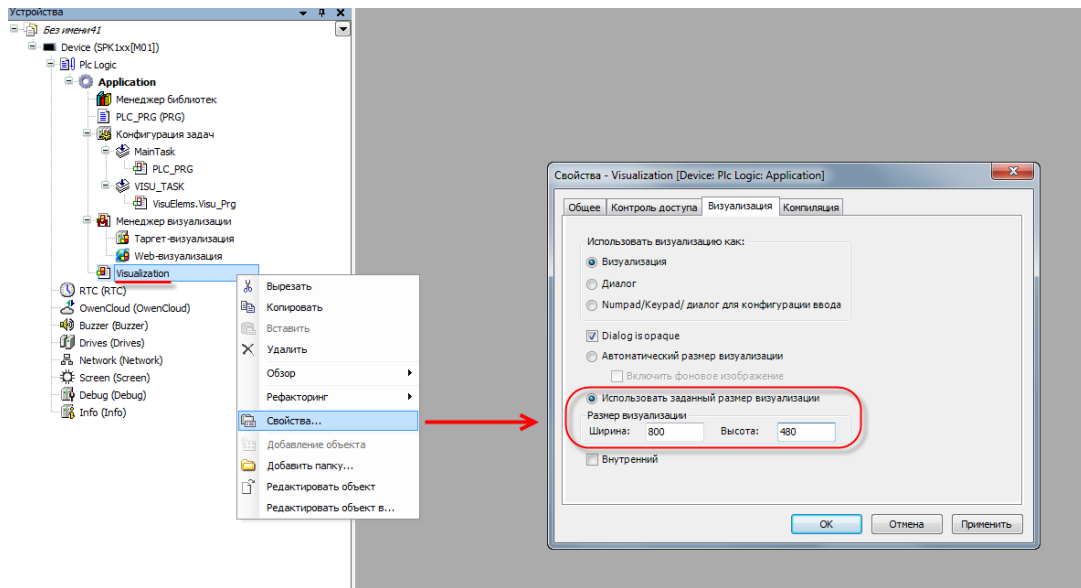 Устройства
Без имени41
Device (SPK1xx[M01])
Plc Logic
Application
Менеджер библиотек
PLC_PRG (PRG)
Конфигурация задач
MainTask
PLC_PRG
VISU_TASK
VisuElems.Visu_Prg
Менеджер визуализации
Таргет-визуализация
Web-визуализация
Visualization
RTC (RTC)
OwenCloud (OwenCloud)
Buzzer (Buzzer)
Drives (Drives)
Network (Network)
Screen (Screen)
Debug (Debug)
Info (Info)
Вырезать
Копировать
Вставить
Удалить
Обзор
Рефакторинг
Свойства...
Добавление объекта
Добавить папку...
Редактировать объект
Редактировать объект в...
Свойства - Visualization [Device: Plc Logic: Application]
Общее Контроль доступа Визуализация Компиляция
Использовать визуализацию как:
Визуализация
Диалог
Numpad/Keypad/ диалог для конфигурации ввода
Dialog is opaque
Автоматический размер визуализации
Включить фоновое изображение
Использовать заданный размер визуализации
Размер визуализации
Ширина: 800 Высота: 480
Внутренний
OK Отмена Применить